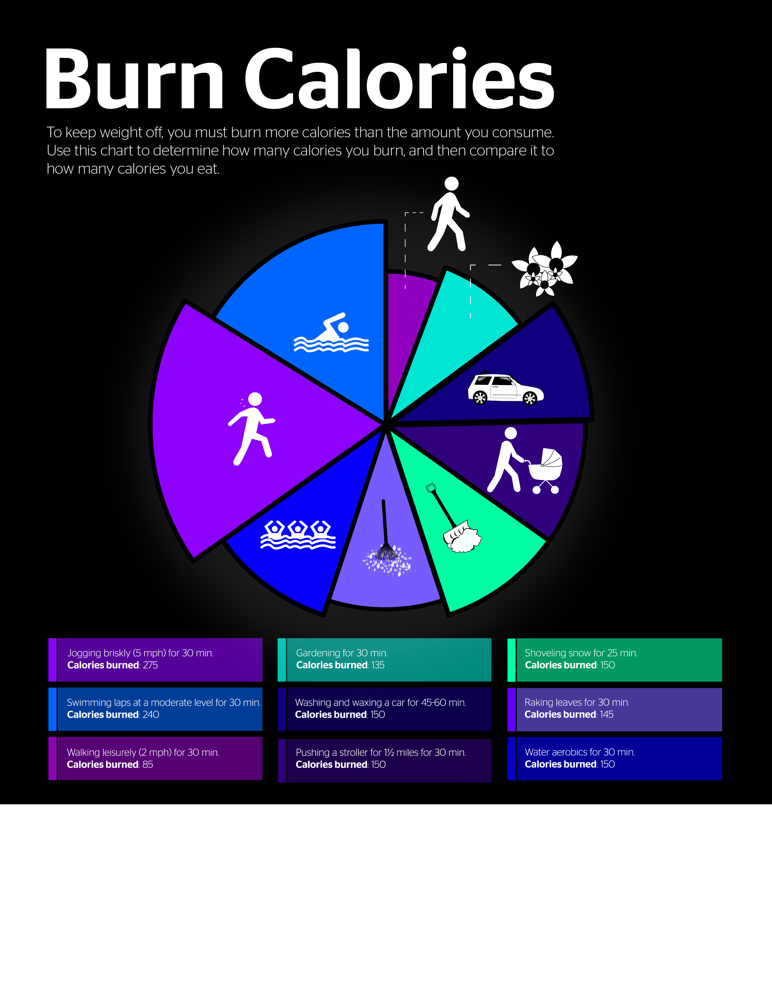 Burn Calories
To keep weight off, you must burn more calories than the amount you consume.
Use this chart to determine how many calories you burn, and then compare it to
how many calories you eat.
Jogging briskly (5 mph) for 30 min.
Calories burned: 275
Swimming laps at a moderate level for 30 min.
Calories burned: 240
Walking leisurely (2 mph) for 30 min.
Calories burned: 85
Gardening for 30 min.
Calories burned: 135
Washing and waxing a car for 45-60 min.
Calories burned: 150
Pushing a stroller for 1½ miles for 30 min.
Calories burned: 150
Shoveling snow for 25 min.
Calories burned: 150
Raking leaves for 30 min.
Calories burned: 145
Water aerobics for 30 min.
Calories burned: 150